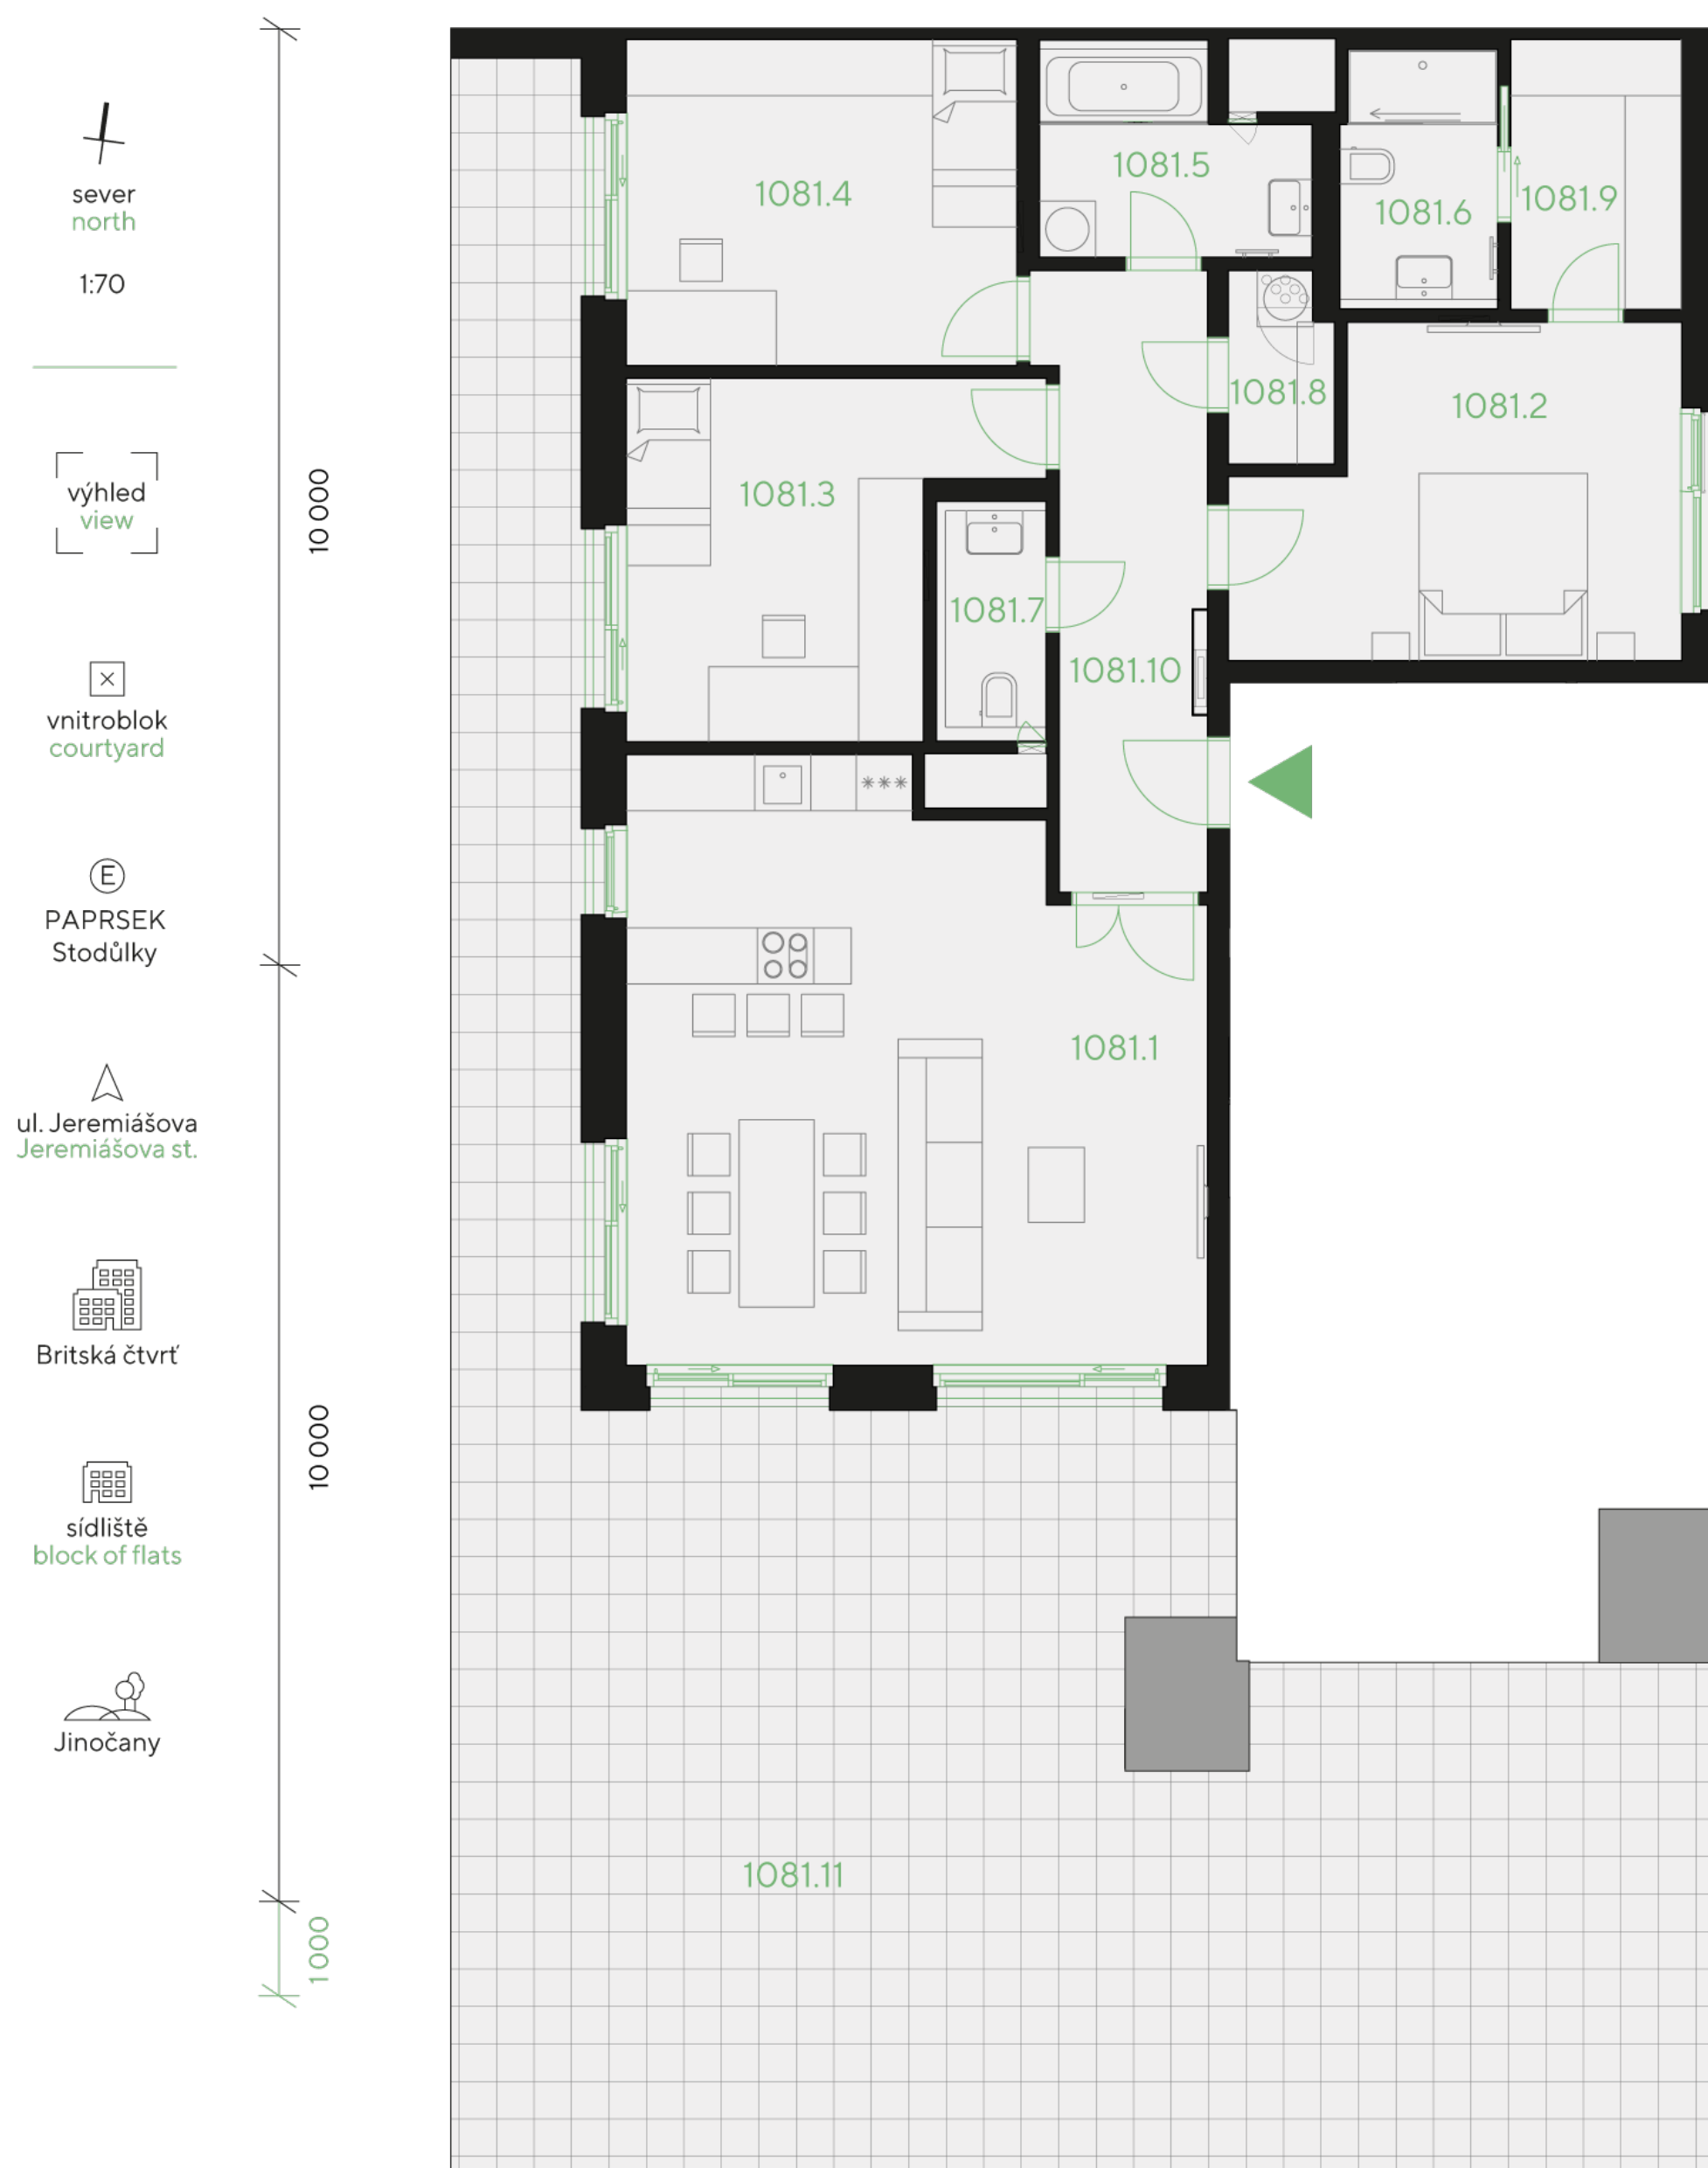 sever
north
1:70
výhled
view
vnitroblok
courtyard
E
PAPRSEK
Stodůlky
ul. Jeremiášova
Jeremiášova st.
Britská čtvrť
sídliště
block of flats
Jinočany
10 000
10 000
1 000
1081.4
1081.5
1081.6
1081.9
1081.8
1081.2
1081.3
1081.7
1081.10
1081.1
1081.11